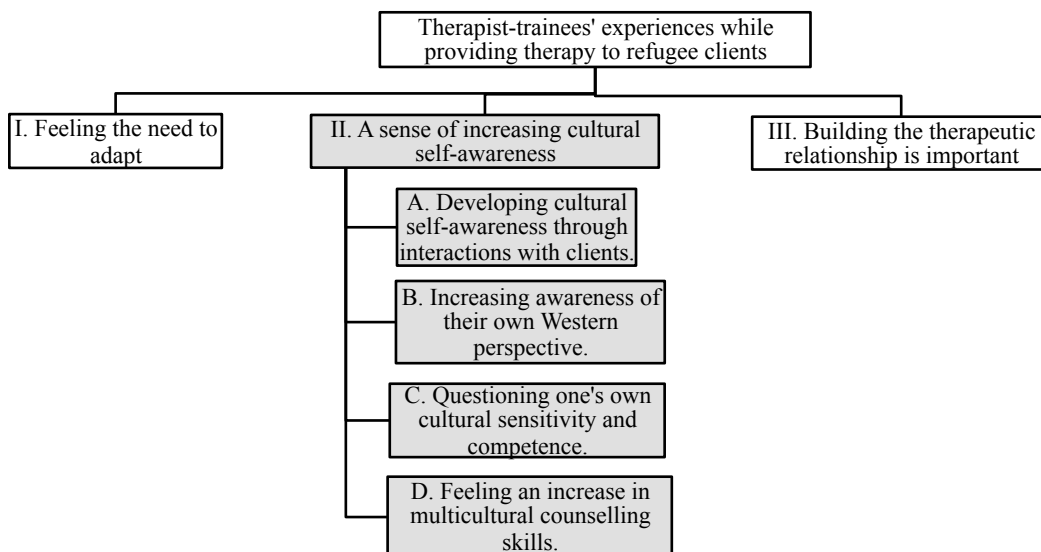 Therapist-trainees' experiences while
providing therapy to refugee clients
I. Feeling the need to
adapt
II. A sense of increasing cultural
self-awareness
III. Building the therapeutic
relationship is important
A. Developing cultural
self-awareness through
interactions with clients.
B. Increasing awareness of
their own Western
perspective.
C. Questioning one's own
cultural sensitivity and
competence.
D. Feeling an increase in
multicultural counselling
skills.